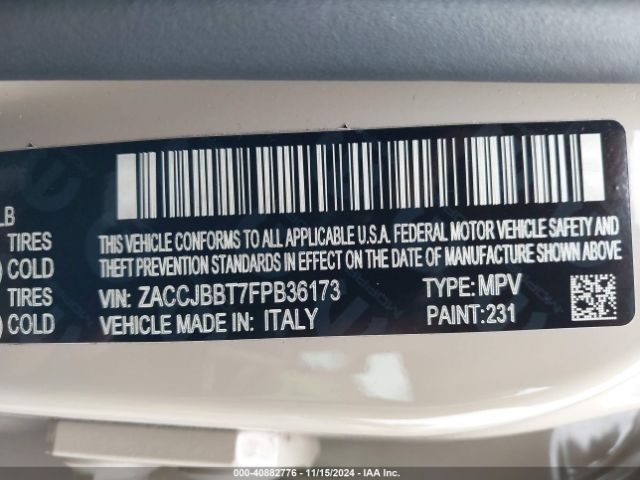 LB
TIRES
COLD
TIRES
COLD
THIS VEHICLE CONFORMS TO ALL APPLICABLE U.S.A. FEDERAL MOTOR VEHICLE SAFETY AND
THEFT PREVENTION STANDARDS IN EFFECT ON THE DATE OF MANUFACTURE SHOWN ABOVE
VIN: ZACCJBBT7FPB36173 TYPE: MPV
VEHICLE MADE IN: ITALY PAINT:231
000-40882776 - 11/15/2024 - IAA Inc.